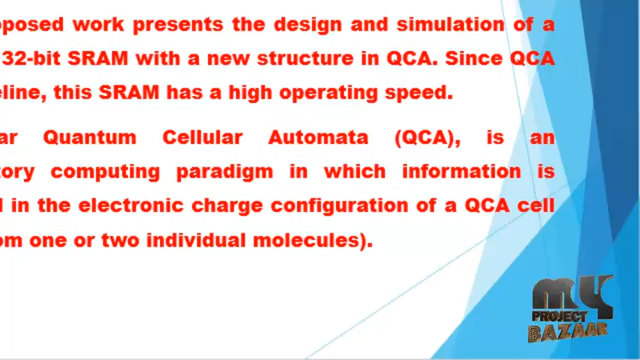 posed work presents the design and simulation of a
32-bit SRAM with a new structure in QCA. Since QCA
eline, this SRAM has a high operating speed.
ar Quantum Cellular Automata (QCA), is an
tory computing paradigm in which information is
in the electronic charge configuration of a QCA cell
om one or two individual molecules).
my
PROJECT
BAZAAR